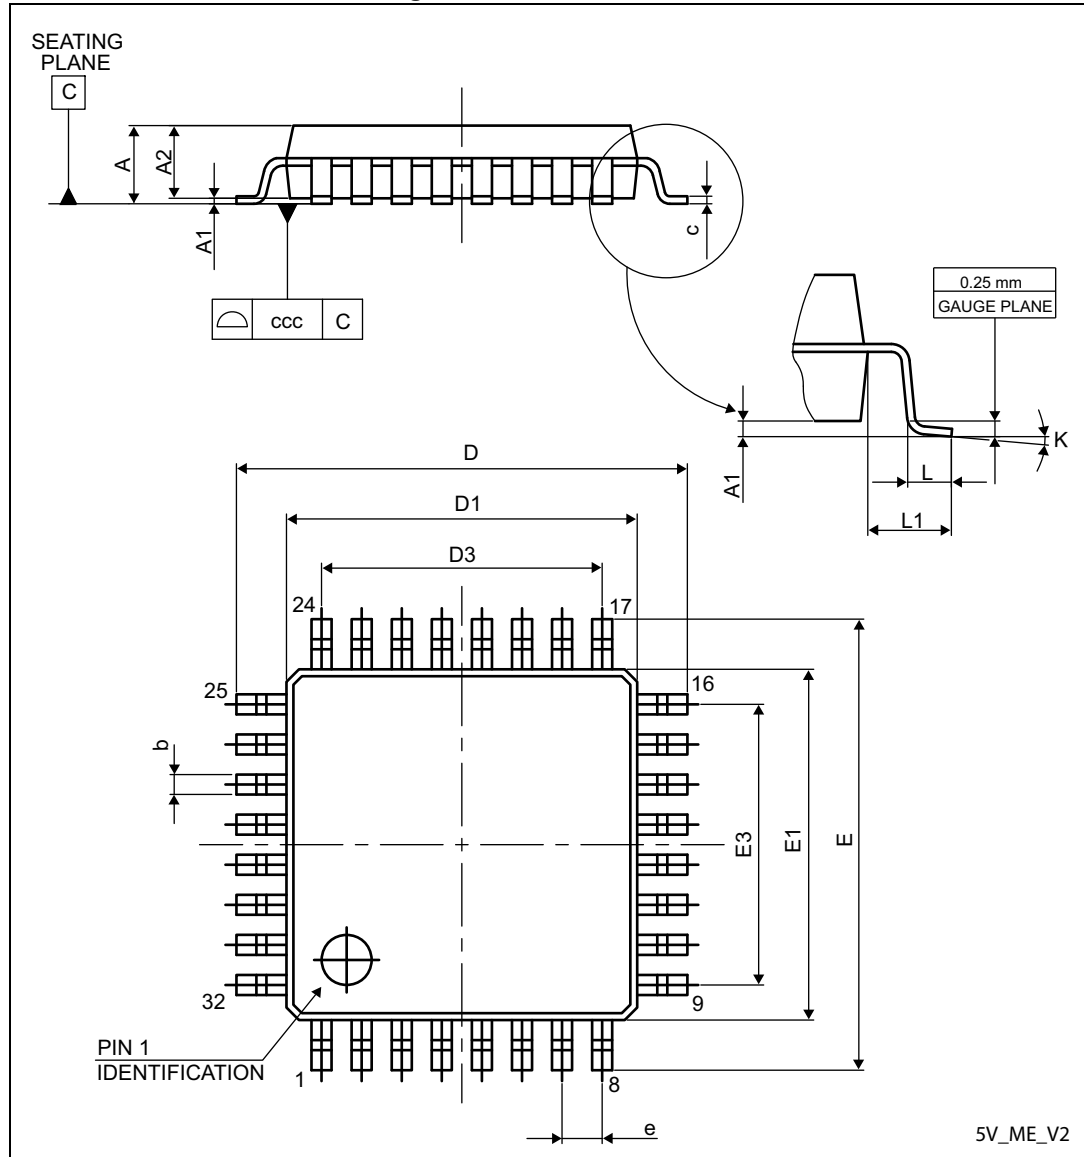 SEATING
PLANE
C
A
A2
A1
c
ccc
C
0.25 mm
GAUGE PLANE
K
A1
L
L1
D
D1
D3
24
17
25
16
b
E3
E1
E
32
9
PIN 1
IDENTIFICATION
1
8
e
5V_ME_V2